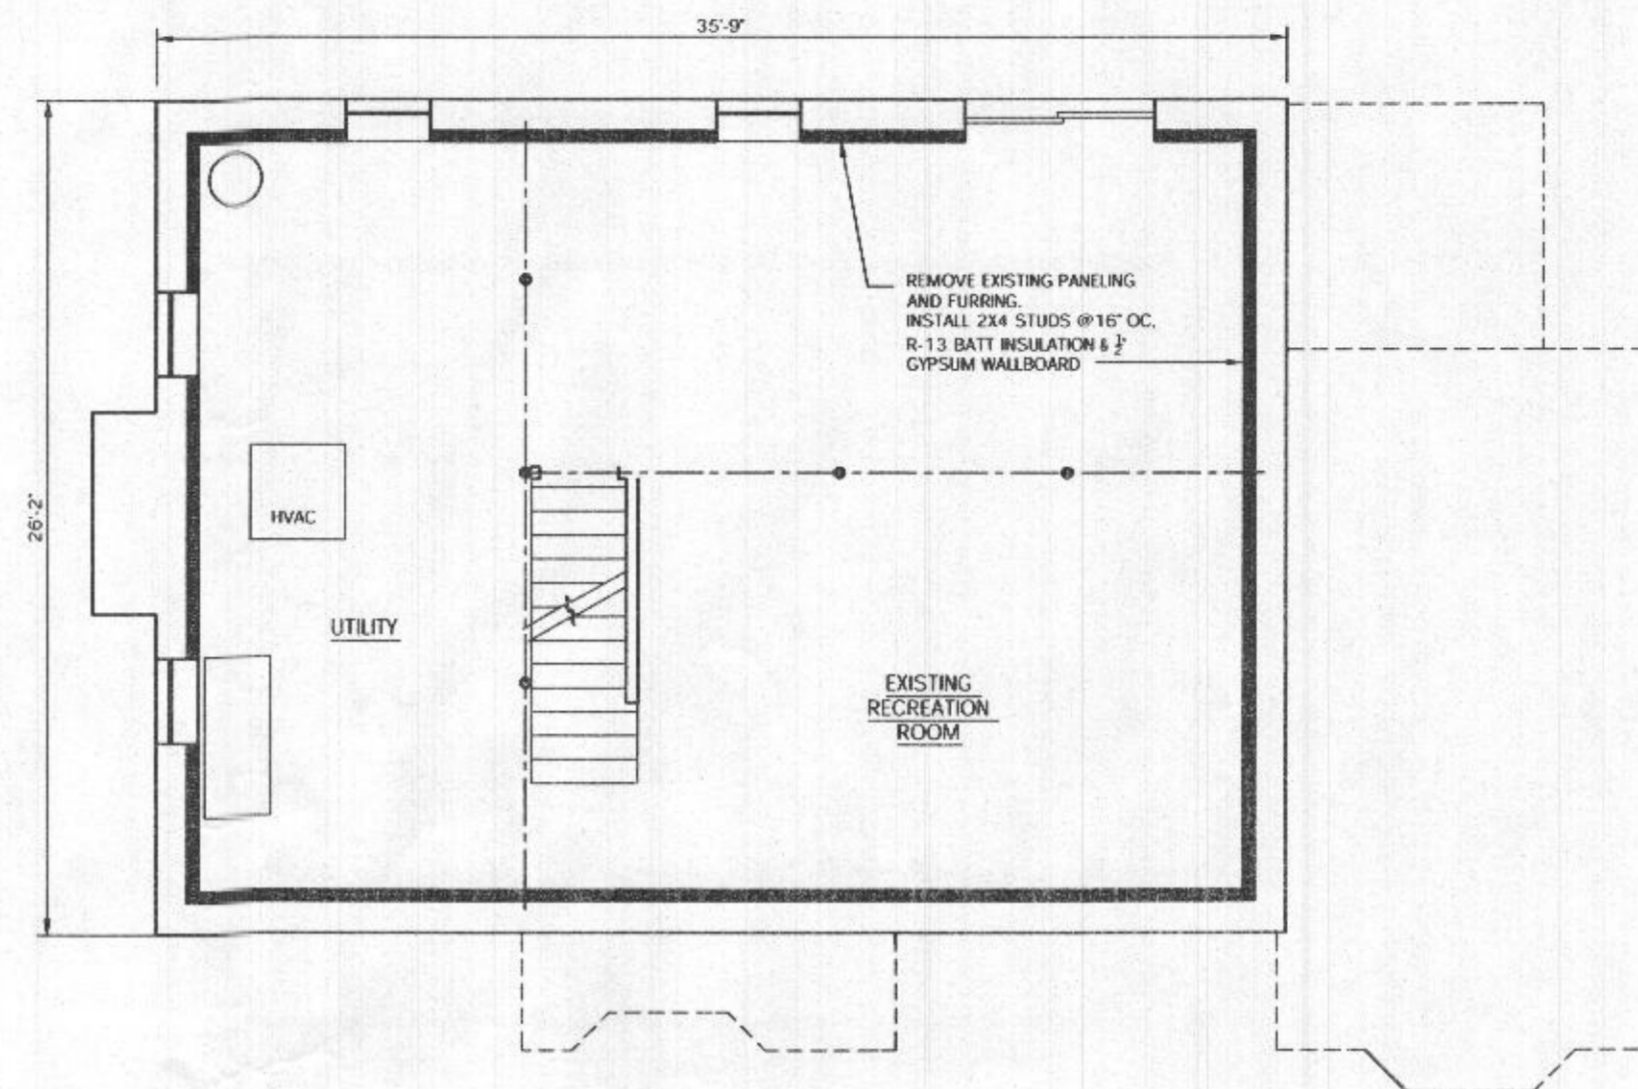 35'-9"
REMOVE EXISTING PANELING
AND FURRING.
INSTALL 2X4 STUDS @ 16" OC,
R-13 BATT INSULATION & 1/2"
GYPSUM WALLBOARD
26'-2"
HVAC
UTILITY
EXISTING
RECREATION
ROOM